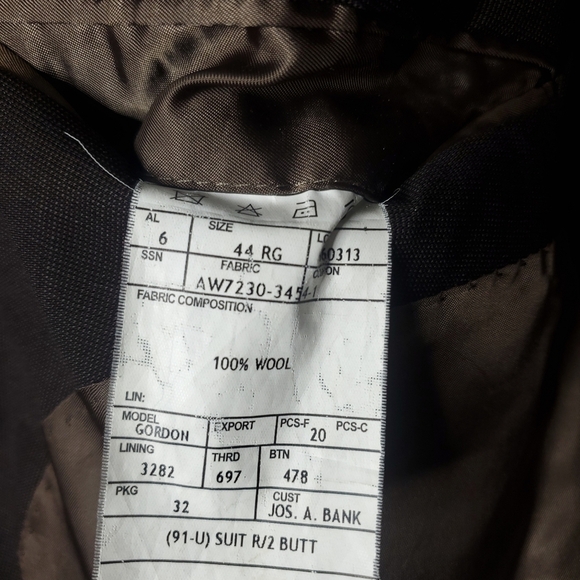 AL SIZE
6 44 RG 60313
SSN FABRIC
AW7230-3454-1
FABRIC COMPOSITION
100% WOOL
LIN:
MODEL EXPORT PCS-F PCS-C
GORDON 20
LINING THRD BTN
3282 697 478
PKG CUST
32 JOS. A. BANK
(91-U) SUIT R/2 BUTT